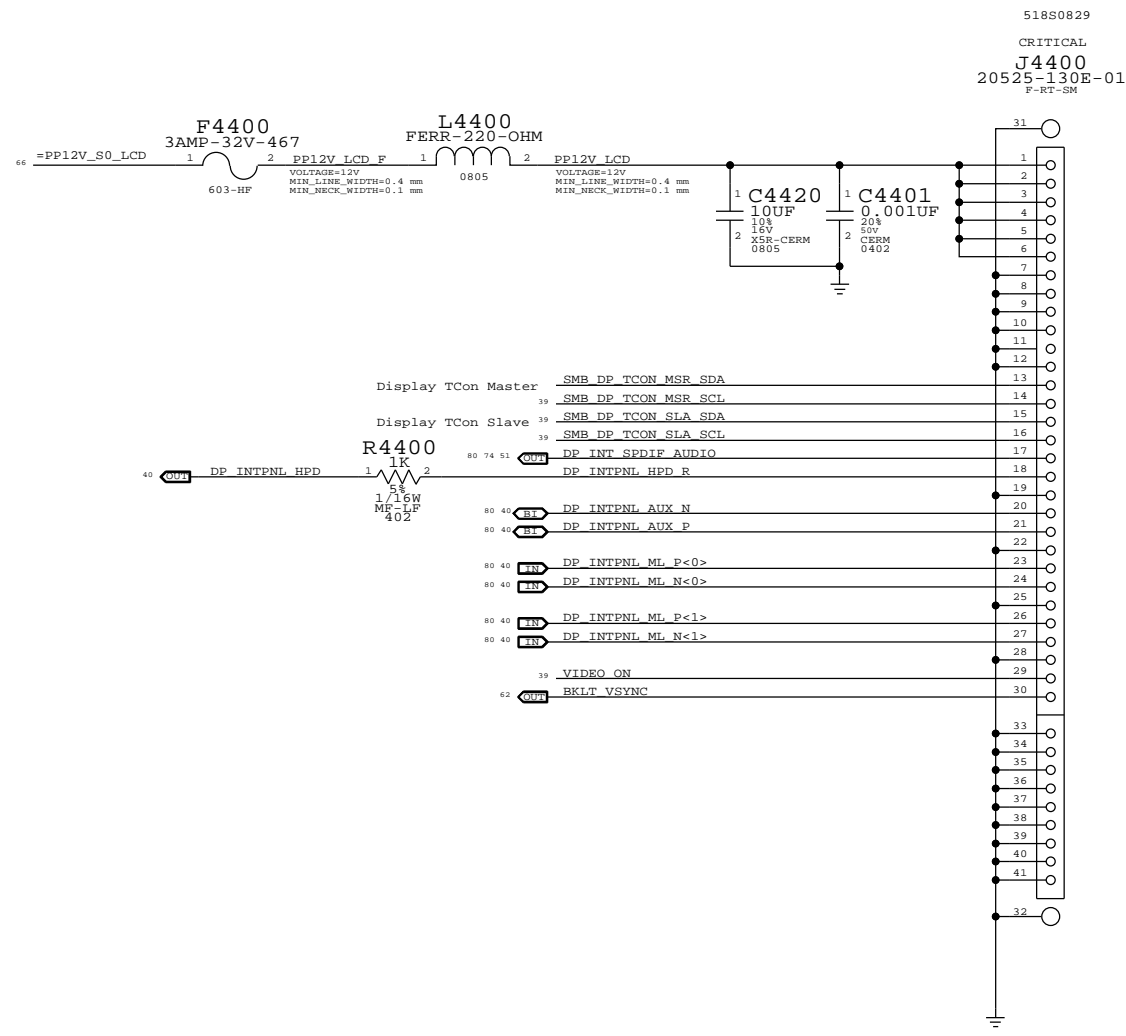 518S0829
CRITICAL
J4400
20525-130E-01
F-RT-SM
31
F4400
3AMP-32V-467
L4400
FERR-220-OHM
66 =PP12V_S0_LCD 1 2 PP12V_LCD_F 1 2 PP12V_LCD 1
603-HF
VOLTAGE=12V
MIN_LINE_WIDTH=0.4 mm
MIN_NECK_WIDTH=0.1 mm
0805
VOLTAGE=12V
MIN_LINE_WIDTH=0.4 mm
MIN_NECK_WIDTH=0.1 mm
1 C4420
10UF
10%
16V
2 X5R-CERM
0805
1 C4401
0.001UF
20%
50V
2 CERM
0402
2
3
4
5
6
7
8
9
10
11
12
Display TCon Master SMB_DP_TCON_MSR_SDA 13
39 SMB_DP_TCON_MSR_SCL 14
Display TCon Slave 39 SMB_DP_TCON_SLA_SDA 15
39 SMB_DP_TCON_SLA_SCL 16
80 74 51 OUT DP_INT_SPDIF_AUDIO 17
R4400
1K
40 OUT DP_INTPNL_HPD 1 2 DP_INTPNL_HPD_R 18
5%
1/16W
MF-LF
402
19
80 40 BI DP_INTPNL_AUX_N 20
80 40 BI DP_INTPNL_AUX_P 21
22
80 40 IN DP_INTPNL_ML_P<0> 23
80 40 IN DP_INTPNL_ML_N<0> 24
25
80 40 IN DP_INTPNL_ML_P<1> 26
80 40 IN DP_INTPNL_ML_N<1> 27
28
39 VIDEO_ON 29
62 OUT BKLT_VSYNC 30
33
34
35
36
37
38
39
40
41
32